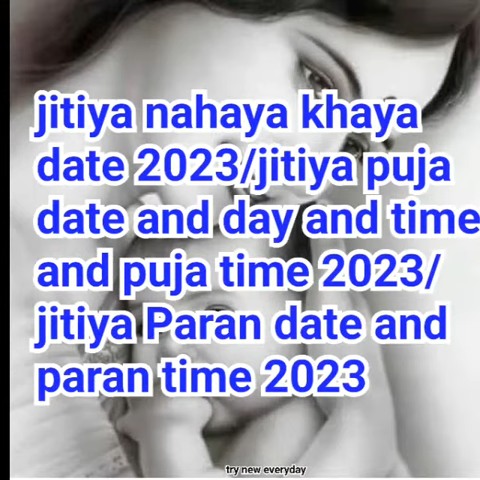 jitiya nahaya khaya
date 2023/jitiya puja
date and day and time
and puja time 2023/
jitiya Paran date and
paran time 2023
try new everyday